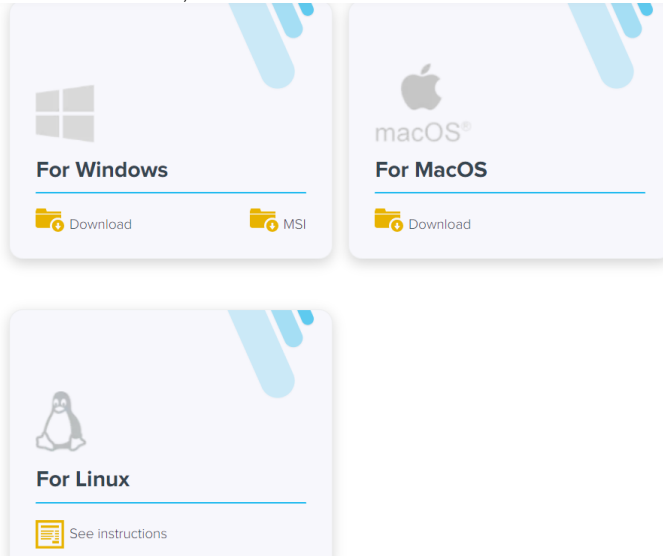 macOS®
For Windows
For MacOS
Download
MSI
Download
For Linux
See instructions